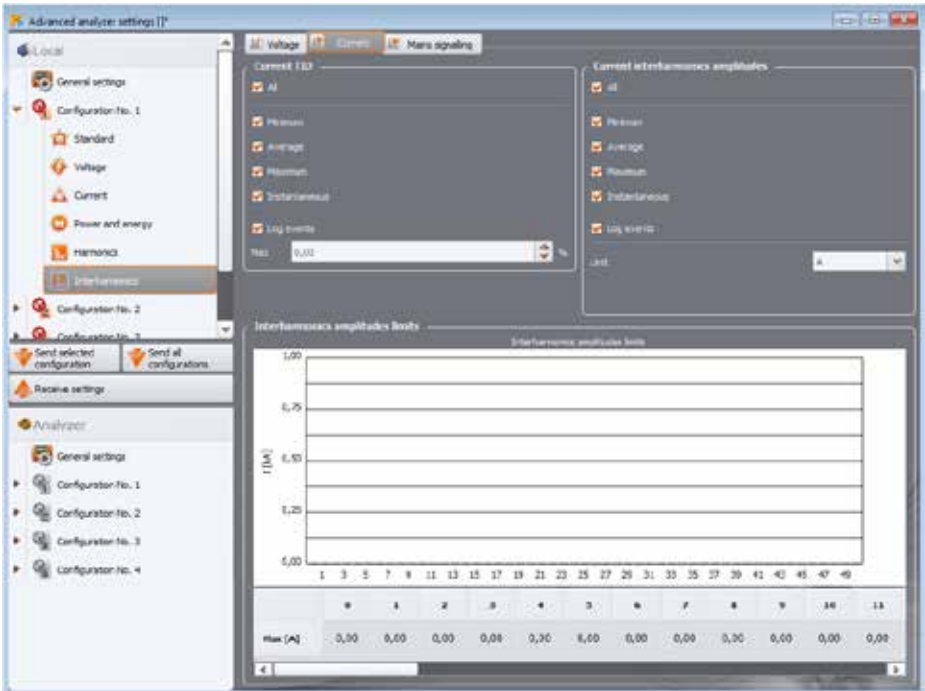 Advanced analyzer settings []*
Local
General settings
Configuration No. 1
Standard
Voltage
Current
Power and energy
Harmonics
Interharmonics
Configuration No. 2
Configuration No. 3
Send selected configuration
Send all configurations
Receive settings
Analyzer
General settings
Configuration No. 1
Configuration No. 2
Configuration No. 3
Configuration No. 4
Voltage
Current
Mains signaling
Current TID
All
Minimum
Average
Maximum
Instantaneous
Log events
Max
0,00
%
Current interharmonics amplitudes
All
Minimum
Average
Maximum
Instantaneous
Log events
Unit
A
Interharmonics amplitudes limits
Interharmonics amplitudes limits
I [kA]
1,00
0,75
0,50
0,25
0,00
1 3 5 7 9 11 13 15 17 19 21 23 25 27 29 31 33 35 37 39 41 43 45 47 49
0 1 2 3 4 5 6 7 8 9 10 11
Max [A] 0,00 0,00 0,00 0,00 0,00 0,00 0,00 0,00 0,00 0,00 0,00 0,00